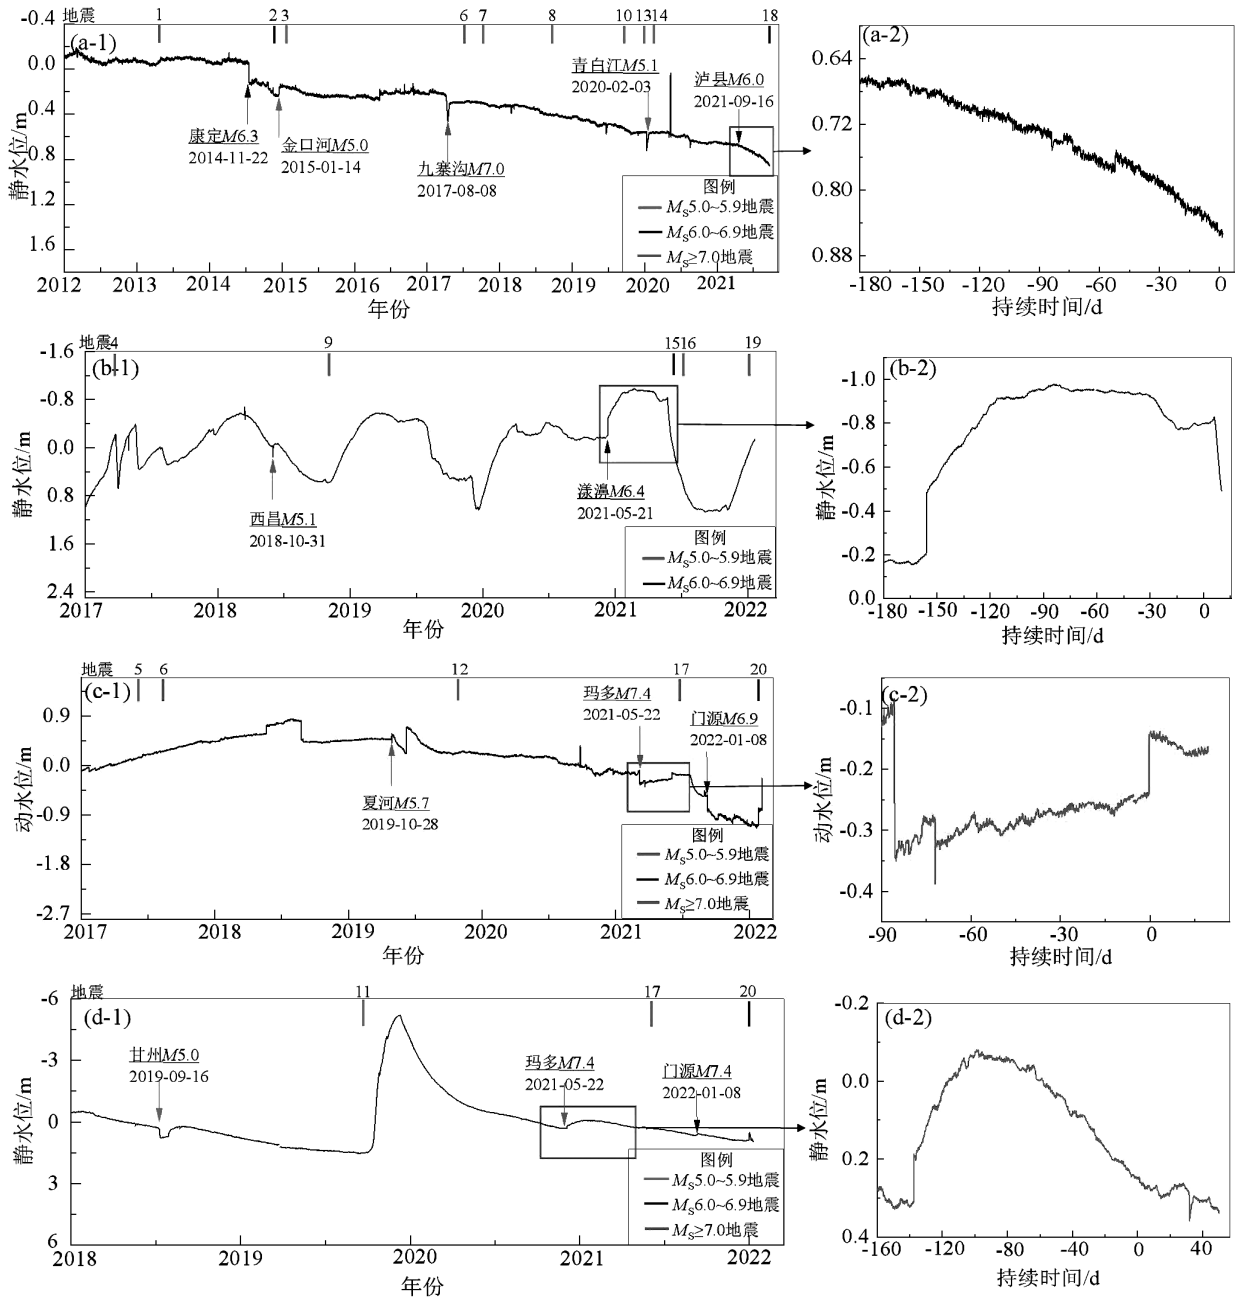 地震 1 2 3 6 7 8 10 13 14 18
(a-1)
静水位/m
-0.4
0.0
0.4
0.8
1.2
1.6
康定M6.3
2014-11-22
金口河M5.0
2015-01-14
九寨沟M7.0
2017-08-08
青白江M5.1
2020-02-03
泸县M6.0
2021-09-16
图例
MS5.0~5.9地震
MS6.0~6.9地震
MS≥7.0地震
2012 2013 2014 2015 2016 2017 2018 2019 2020 2021
年份
(a-2)
静水位/m
0.64
0.72
0.80
0.88
-180 -150 -120 -90 -60 -30 0
持续时间/d
地震4 9 15 16 19
(b-1)
静水位/m
-1.6
-0.8
0.0
0.8
1.6
2.4
西昌M5.1
2018-10-31
漾濞M6.4
2021-05-21
图例
MS5.0~5.9地震
MS6.0~6.9地震
2017 2018 2019 2020 2021 2022
年份
(b-2)
静水位/m
-1.0
-0.8
-0.6
-0.4
-0.2
0.0
-180 -150 -120 -90 -60 -30 0
持续时间/d
地震 5 6 12 17 20
(c-1)
动水位/m
0.9
0.0
-0.9
-1.8
-2.7
夏河M5.7
2019-10-28
玛多M7.4
2021-05-22
门源M6.9
2022-01-08
图例
MS5.0~5.9地震
MS6.0~6.9地震
MS≥7.0地震
2017 2018 2019 2020 2021 2022
年份
(c-2)
动水位/m
-0.1
-0.2
-0.3
-0.4
-90 -60 -30 0
持续时间/d
地震 11 17 20
(d-1)
静水位/m
-6
-3
0
3
6
甘州M5.0
2019-09-16
玛多M7.4
2021-05-22
门源M7.4
2022-01-08
图例
MS5.0~5.9地震
MS6.0~6.9地震
MS≥7.0地震
2018 2019 2020 2021 2022
年份
(d-2)
静水位/m
-0.2
0.0
0.2
0.4
-160 -120 -80 -40 0 40
持续时间/d